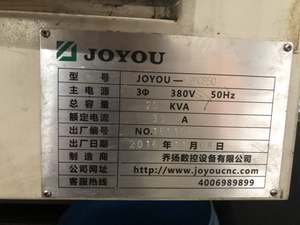 JOYOU
型 号 JOYOU—
主电源 3Φ 380V 50Hz
总容量 KVA
额定电流 A
出厂编号 NO.
出厂日期 201 年 月 日
制造商 乔扬数控设备有限公司
公司网址 http://www.joyoucnc.com
客服热线 4006989899